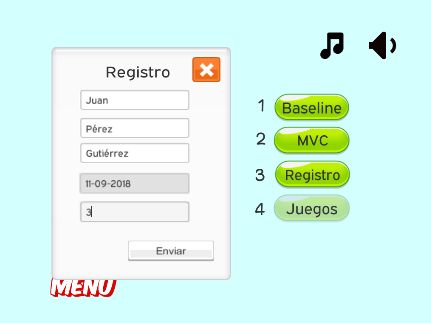 Registro
Juan
Pérez
Gutiérrez
11-09-2018
3
Enviar
1 Baseline
2 MVC
3 Registro
4 Juegos
MENU